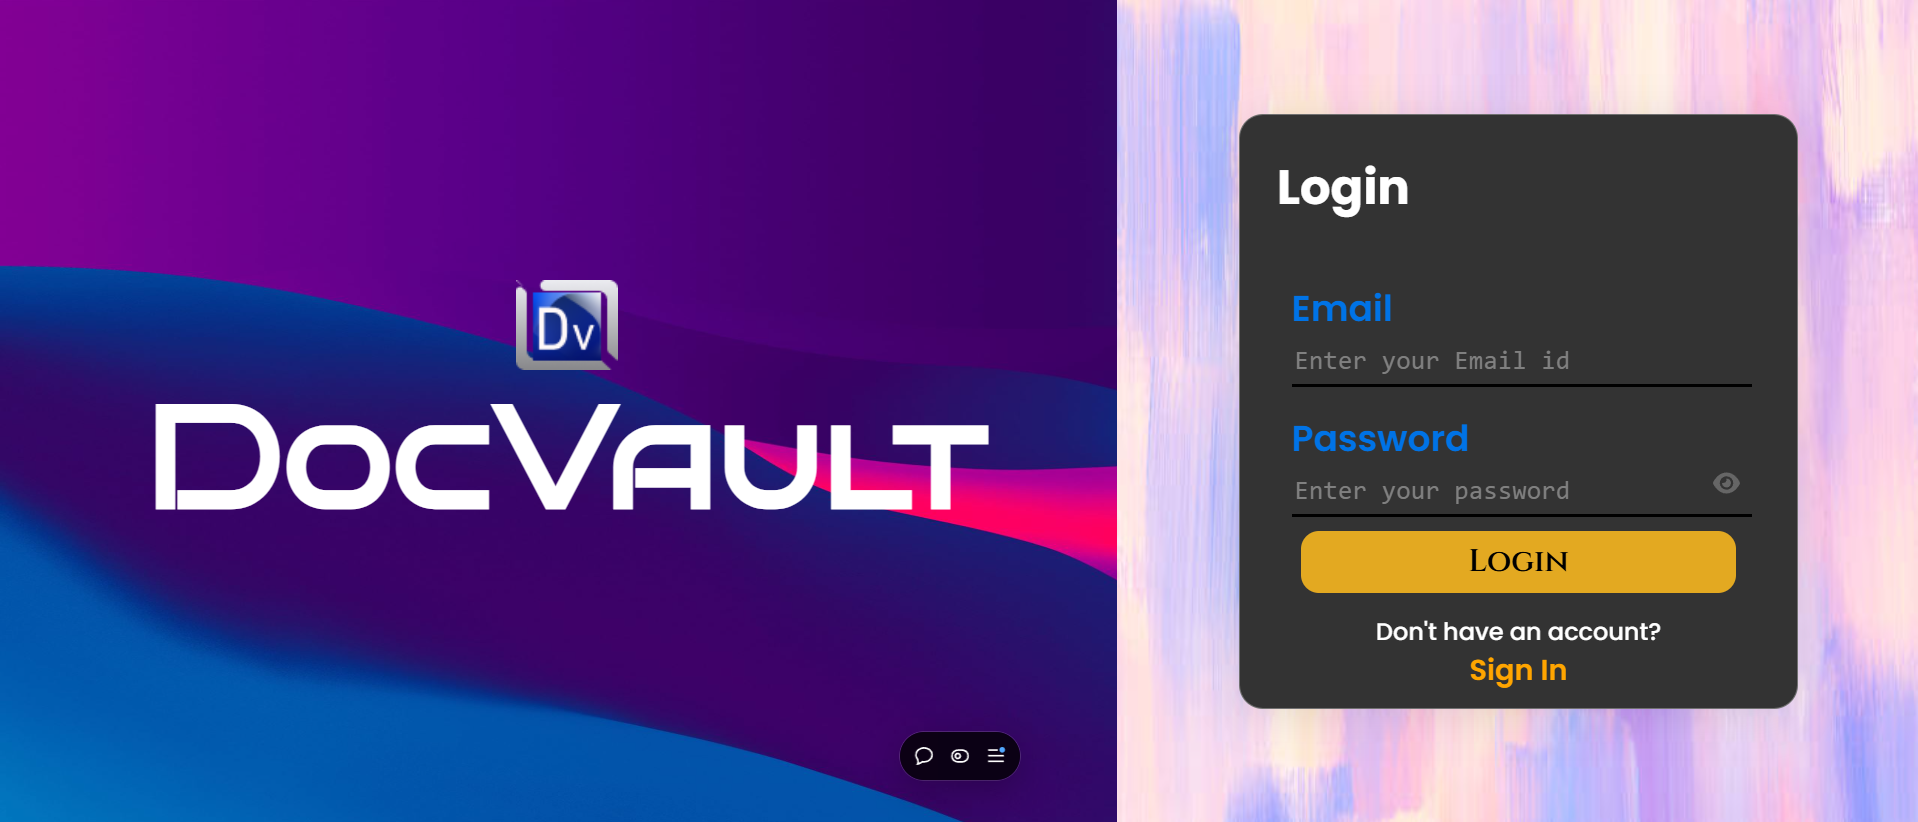 Dv
DocVault
Login
Email
Enter your Email id
Password
Enter your password
Login
Don't have an account?
Sign In